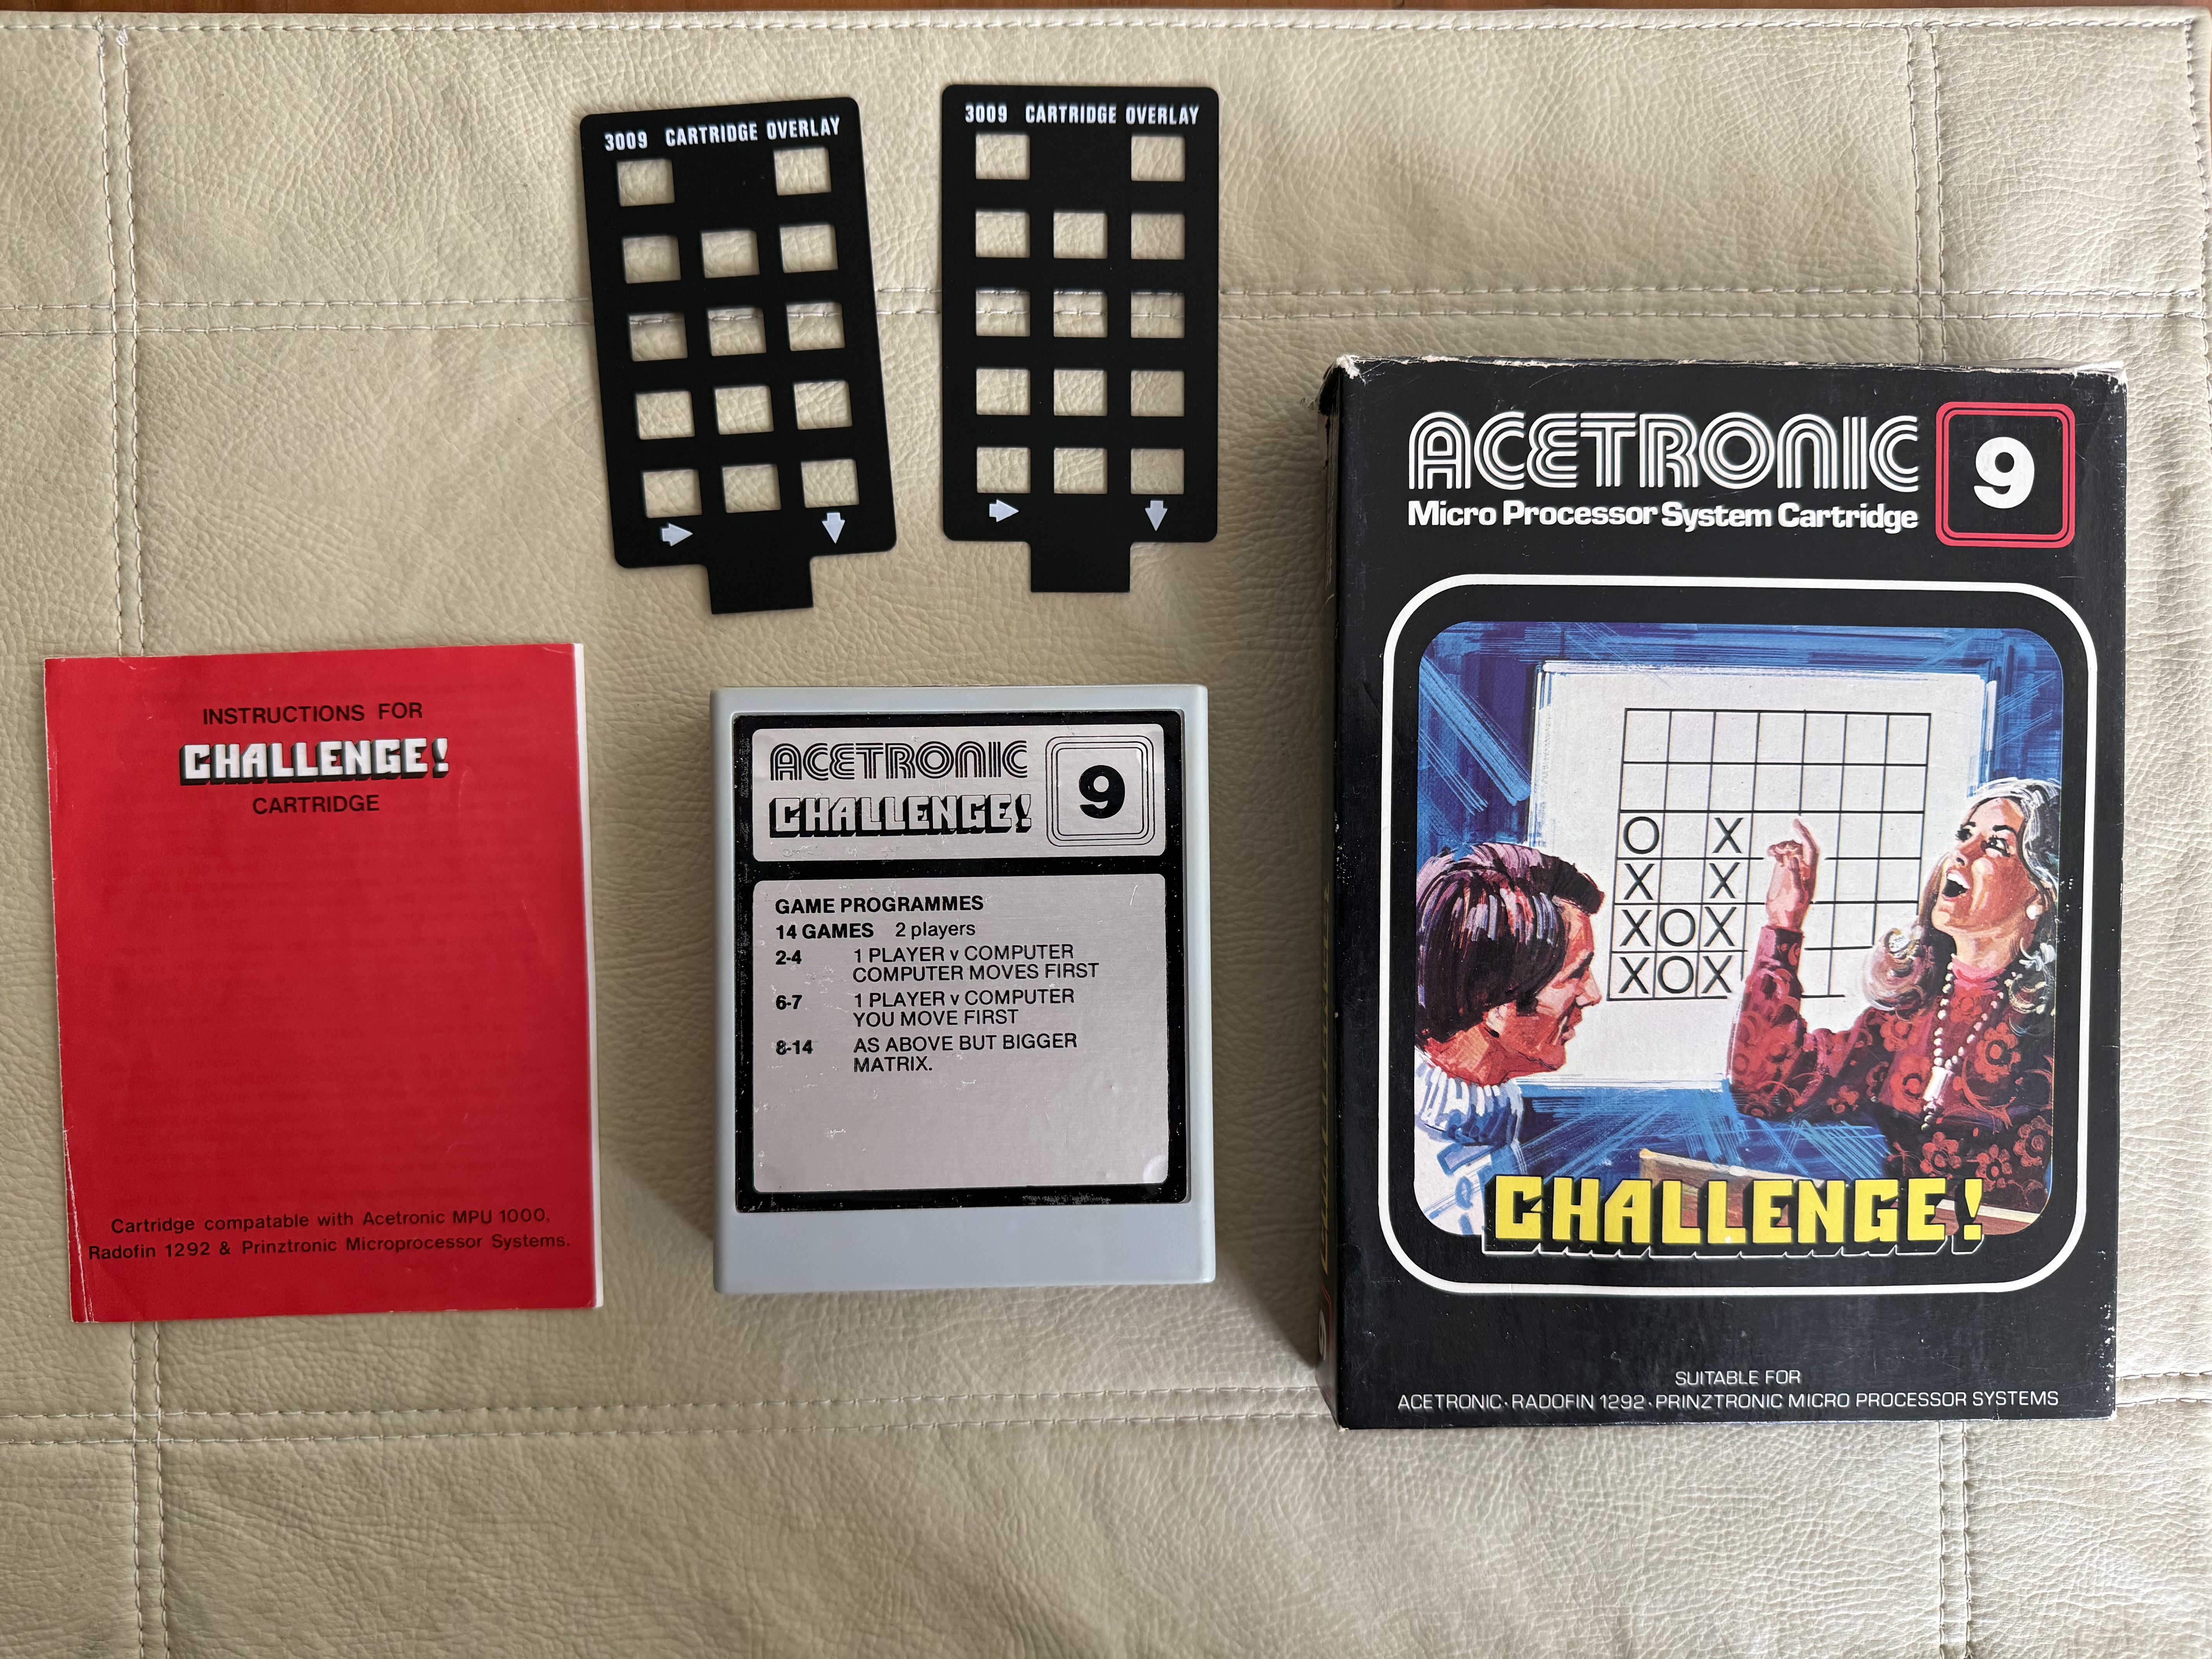 3009 CARTRIDGE OVERLAY
3009 CARTRIDGE OVERLAY
INSTRUCTIONS FOR
CHALLENGE!
CARTRIDGE
Cartridge compatable with Acetronic MPU 1000,
Radofin 1292 & Prinztronic Microprocessor Systems.
ACETRONIC
CHALLENGE!
9
GAME PROGRAMMES
14 GAMES 2 players
2-4 1 PLAYER v COMPUTER
COMPUTER MOVES FIRST
6-7 1 PLAYER v COMPUTER
YOU MOVE FIRST
8-14 AS ABOVE BUT BIGGER
MATRIX.
ACETRONIC
Micro Processor System Cartridge
9
O X
X X
X O X
X O X
CHALLENGE!
SUITABLE FOR
ACETRONIC·RADOFIN 1292·PRINZTRONIC MICRO PROCESSOR SYSTEMS